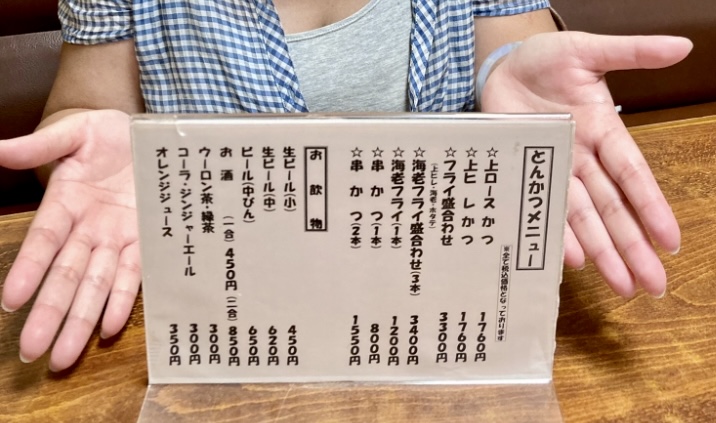 とんかつメニュー
※全て税込価格となっております
☆上ロースかつ 1760円
☆上ヒレかつ 1760円
☆フライ盛合わせ 3300円
(上ヒレ・海老・ホタテ)
☆海老フライ盛合わせ(3本) 3400円
☆海老フライ(1本) 1200円
☆串かつ(1本) 800円
☆串かつ(2本) 1550円
お飲物
生ビール(小) 450円
生ビール(中) 620円
ビール(中びん) 650円
お酒 (一合)450円(二合)850円
ウーロン茶・緑茶 300円
コーラ・ジンジャーエール 300円
オレンジジュース 350円